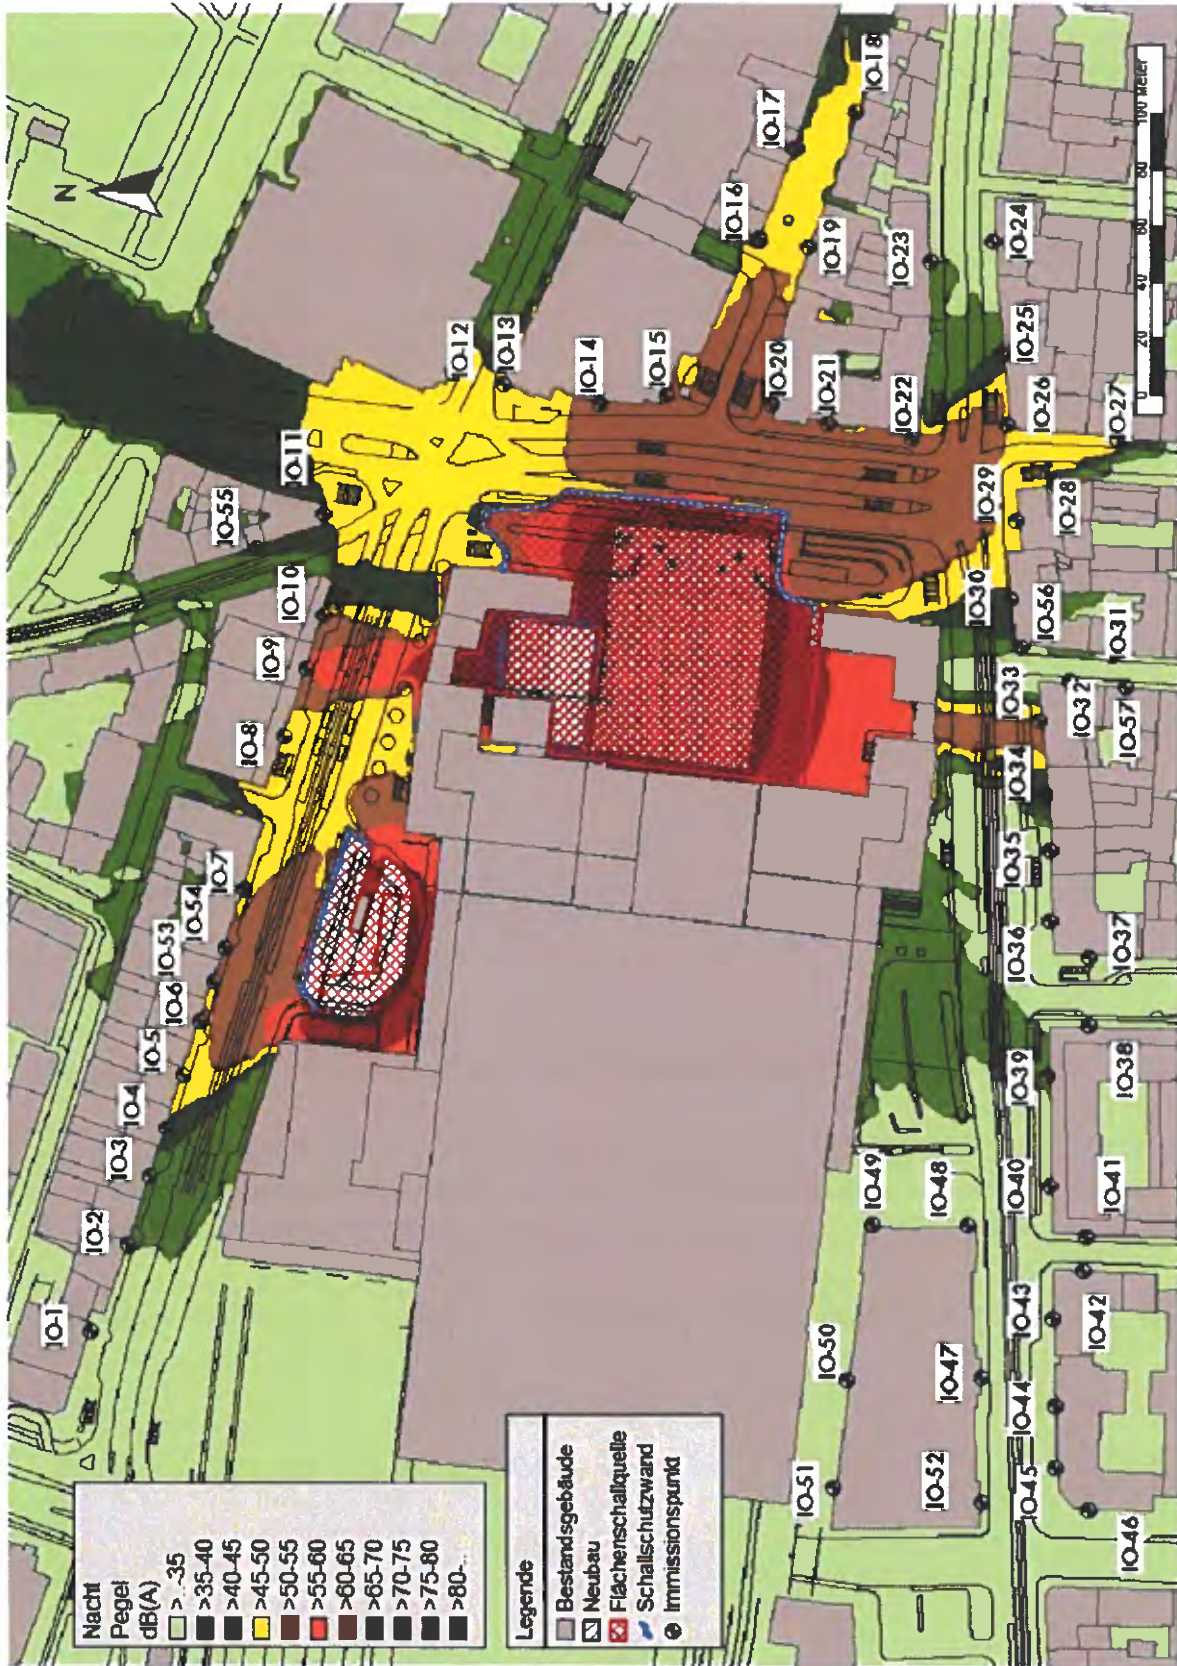 Nacht
Pegel
dB(A)
>...-35
>35-40
>40-45
>45-50
>50-55
>55-60
>60-65
>65-70
>70-75
>75-80
>80-...
Legende
Bestandsgebäude
Neubau
Flächenschallquelle
Schallschutzwand
Immissionspunkt
N
IO-1
IO-2
IO-3
IO-4
IO-5
IO-6
IO-53
IO-54
IO-7
IO-8
IO-9
IO-10
IO-55
IO-11
IO-12
IO-13
IO-14
IO-15
IO-16
IO-17
IO-18
IO-19
IO-20
IO-21
IO-22
IO-23
IO-24
IO-25
IO-26
IO-27
IO-28
IO-29
IO-30
IO-56
IO-31
IO-32
IO-57
IO-33
IO-34
IO-35
IO-36
IO-37
IO-38
IO-39
IO-40
IO-41
IO-42
IO-43
IO-44
IO-45
IO-46
IO-47
IO-48
IO-49
IO-50
IO-51
IO-52
0 20 40 60 80 100 Meter